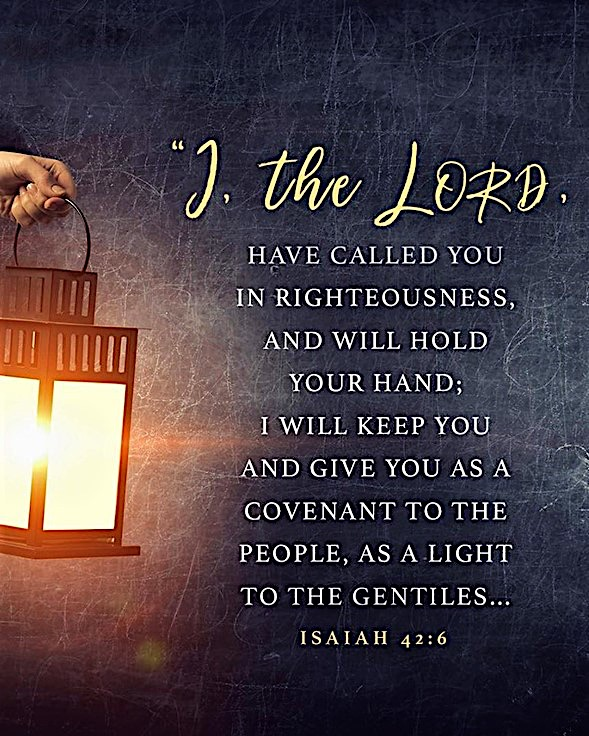 “I, the LORD,
HAVE CALLED YOU
IN RIGHTEOUSNESS,
AND WILL HOLD
YOUR HAND;
I WILL KEEP YOU
AND GIVE YOU AS A
COVENANT TO THE
PEOPLE, AS A LIGHT
TO THE GENTILES...
ISAIAH 42:6